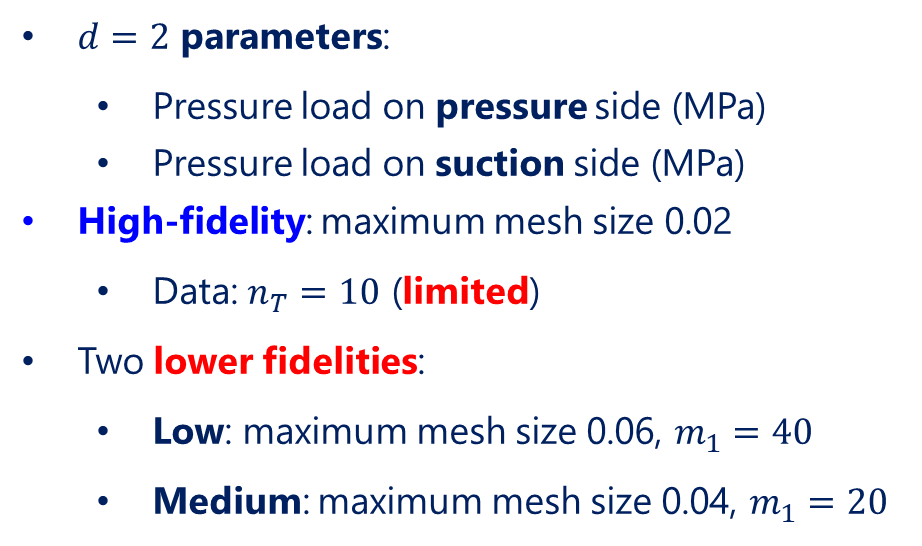 • d = 2 parameters:
• Pressure load on pressure side (MPa)
• Pressure load on suction side (MPa)
• High-fidelity: maximum mesh size 0.02
• Data: n_T = 10 (limited)
• Two lower fidelities:
• Low: maximum mesh size 0.06, m_1 = 40
• Medium: maximum mesh size 0.04, m_1 = 20